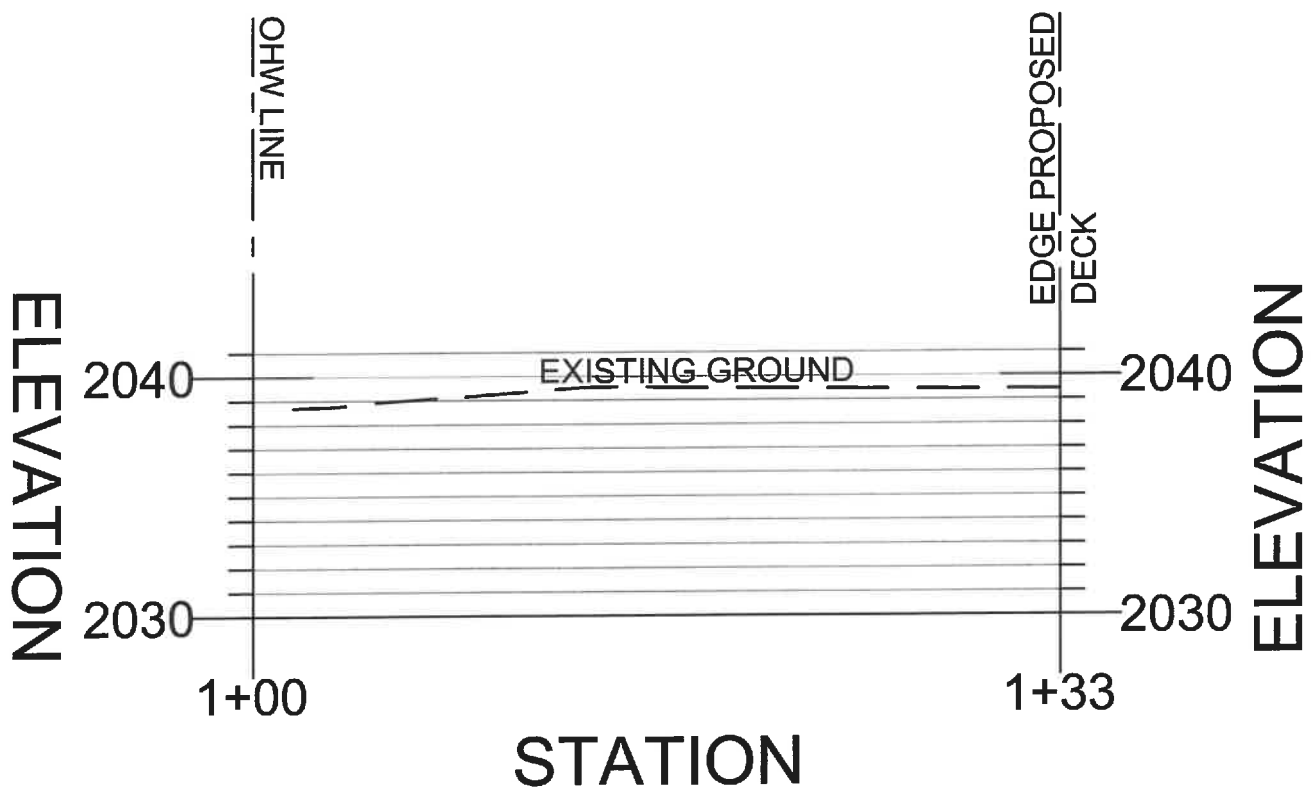 OHW LINE
EDGE PROPOSED
DECK
ELEVATION
2040
EXISTING GROUND
2040
ELEVATION
2030
2030
1+00
1+33
STATION